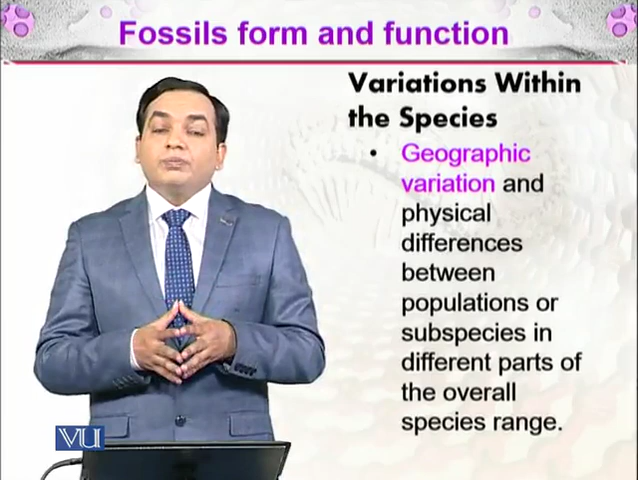 Fossils form and function
Variations Within
the Species
• Geographic
variation and
physical
differences
between
populations or
subspecies in
different parts of
the overall
species range.
VU